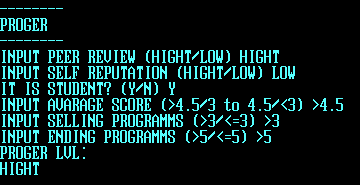 --------
PROGER
--------
INPUT PEER REVIEW (HIGHT/LOW) HIGHT
INPUT SELF REPUTATION (HIGHT/LOW) LOW
IT IS STUDENT? (Y/N) Y
INPUT AVARAGE SCORE (>4.5/3 to 4.5/<3) >4.5
INPUT SELLING PROGRAMMS (>3/<=3) >3
INPUT ENDING PROGRAMMS (>5/<=5) >5
PROGER LVL:
HIGHT